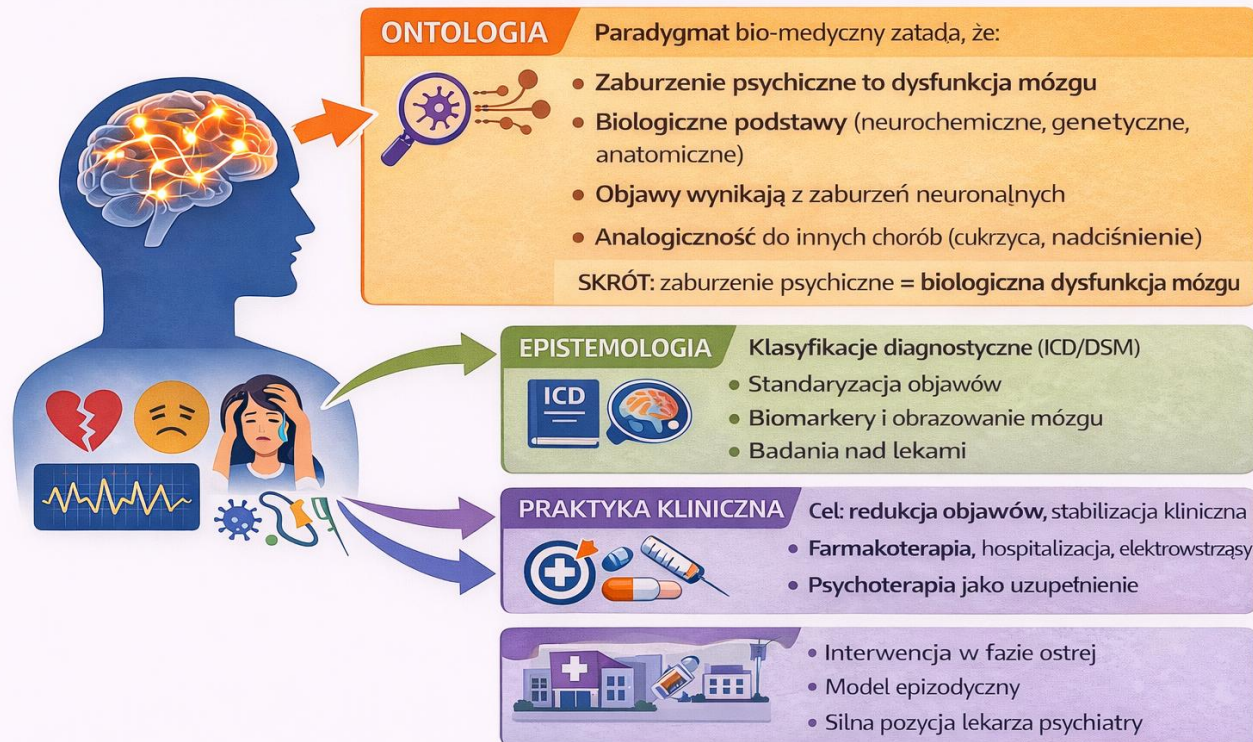 ONTOLOGIA
Paradygmat bio-medyczny zatada, że:
• Zaburzenie psychiczne to dysfunkcja mózgu
• Biologiczne podstawy (neurochemiczne, genetyczne,
anatomiczne)
• Objawy wynikają z zaburzeń neuronalnych
• Analogiczność do innych chorób (cukrzyca, nadciśnienie)
SKRÓT: zaburzenie psychiczne = biologiczna dysfunkcja mózgu
EPISTEMOLOGIA
Klasyfikacje diagnostyczne (ICD/DSM)
ICD
• Standaryzacja objawów
• Biomarkery i obrazowanie mózgu
• Badania nad lekami
PRAKTYKA KLINICZNA
Cel: redukcja objawów, stabilizacja kliniczna
• Farmakoterapia, hospitalizacja, elektrowstrząsy
• Psychoterapia jako uzupetnienie
• Interwencja w fazie ostrej
• Model epizodyczny
• Silna pozycja lekarza psychiatry